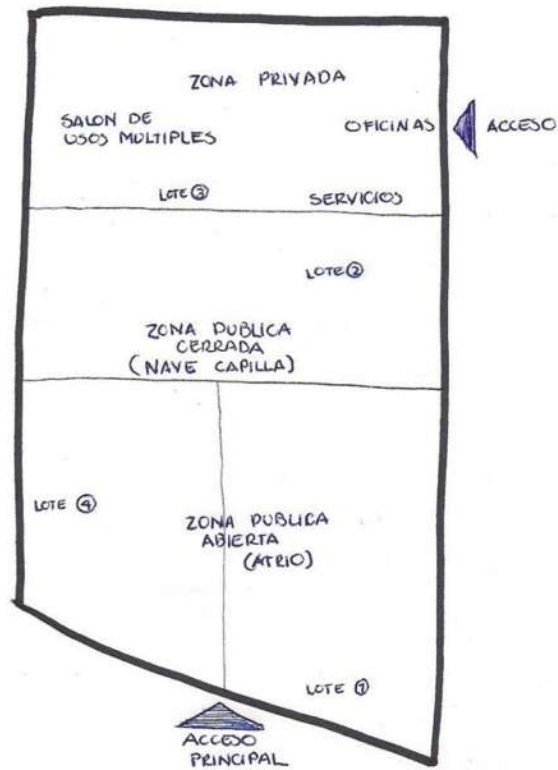 ZONA PRIVADA
SALON DE
USOS MULTIPLES
OFICINAS
ACCESO
LOTE ③
SERVICIOS
LOTE ②
ZONA PUBLICA
CERRADA
(NAVE CAPILLA)
LOTE ④
ZONA PUBLICA
ABIERTA
(ATRIO)
LOTE ①
ACCESO
PRINCIPAL